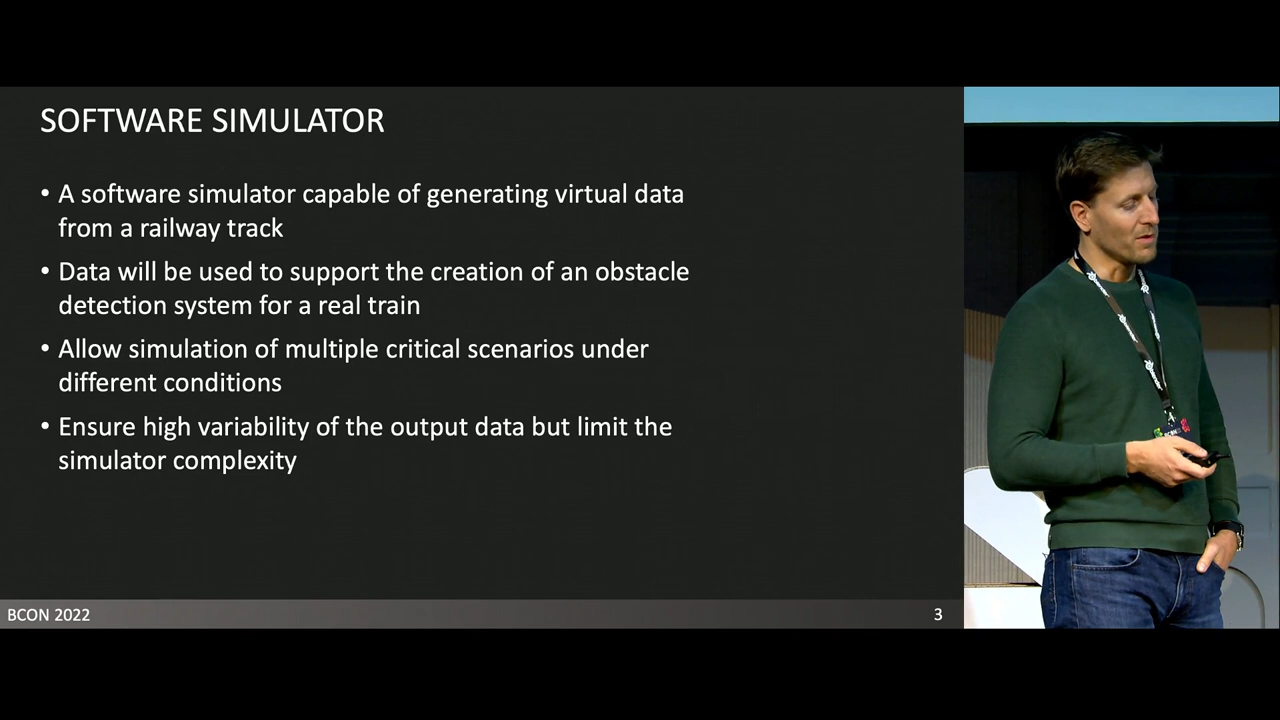 SOFTWARE SIMULATOR
• A software simulator capable of generating virtual data
from a railway track
• Data will be used to support the creation of an obstacle
detection system for a real train
• Allow simulation of multiple critical scenarios under
different conditions
• Ensure high variability of the output data but limit the
simulator complexity
BCON 2022
3